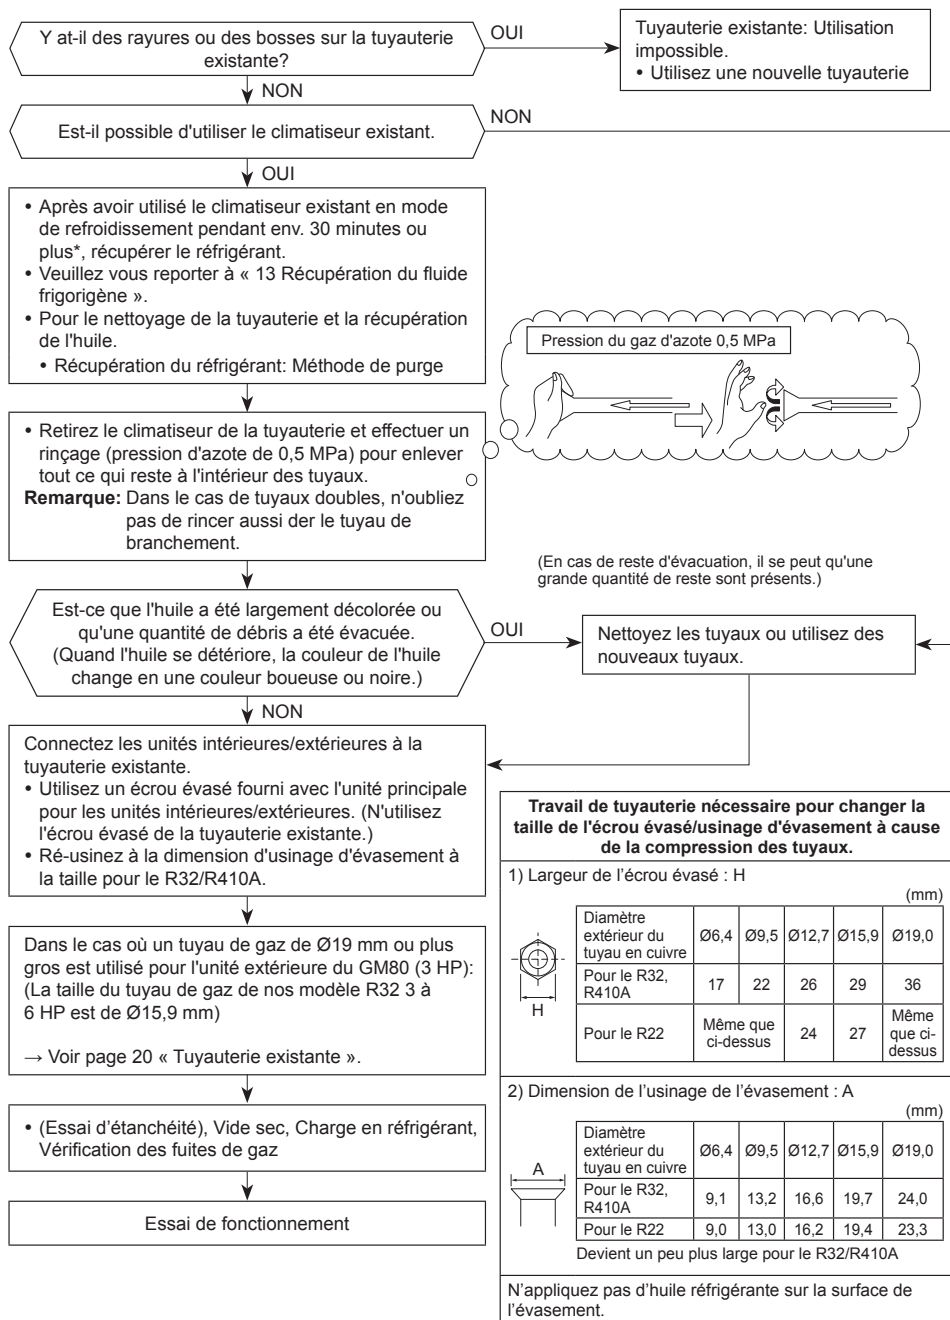 Y at-il des rayures ou des bosses sur la tuyauterie
existante?
OUI
Tuyauterie existante: Utilisation
impossible.
• Utilisez une nouvelle tuyauterie
NON
Est-il possible d'utiliser le climatiseur existant.
NON
OUI
• Après avoir utilisé le climatiseur existant en mode
de refroidissement pendant env. 30 minutes ou
plus*, récupérer le réfrigérant.
• Veuillez vous reporter à « 13 Récupération du fluide
frigorigène ».
• Pour le nettoyage de la tuyauterie et la récupération
de l'huile.
• Récupération du réfrigérant: Méthode de purge
Pression du gaz d'azote 0,5 MPa
• Retirez le climatiseur de la tuyauterie et effectuer un
rinçage (pression d'azote de 0,5 MPa) pour enlever
tout ce qui reste à l'intérieur des tuyaux.
Remarque: Dans le cas de tuyaux doubles, n'oubliez
pas de rincer aussi der le tuyau de
branchement.
(En cas de reste d'évacuation, il se peut qu'une
grande quantité de reste sont présents.)
Est-ce que l'huile a été largement décolorée ou
qu'une quantité de débris a été évacuée.
(Quand l'huile se détériore, la couleur de l'huile
change en une couleur boueuse ou noire.)
OUI
Nettoyez les tuyaux ou utilisez des
nouveaux tuyaux.
NON
Connectez les unités intérieures/extérieures à la
tuyauterie existante.
• Utilisez un écrou évasé fourni avec l'unité principale
pour les unités intérieures/extérieures. (N'utilisez
l'écrou évasé de la tuyauterie existante.)
• Ré-usinez à la dimension d'usinage d'évasement à
la taille pour le R32/R410A.
Dans le cas où un tuyau de gaz de Ø19 mm ou plus
gros est utilisé pour l'unité extérieure du GM80 (3 HP):
(La taille du tuyau de gaz de nos modèle R32 3 à
6 HP est de Ø15,9 mm)
→ Voir page 20 « Tuyauterie existante ».
• (Essai d'étanchéité), Vide sec, Charge en réfrigérant,
Vérification des fuites de gaz
Essai de fonctionnement
Travail de tuyauterie nécessaire pour changer la
taille de l'écrou évasé/usinage d'évasement à cause
de la compression des tuyaux.
1) Largeur de l'écrou évasé : H
(mm)
H
Diamètre
extérieur du
tuyau en cuivre
Ø6,4 Ø9,5 Ø12,7 Ø15,9 Ø19,0
Pour le R32,
R410A
17 22 26 29 36
Pour le R22
Même que
ci-dessus
24 27
Même
que ci-
dessus
2) Dimension de l'usinage de l'évasement : A
(mm)
A
Diamètre
extérieur du
tuyau en cuivre
Ø6,4 Ø9,5 Ø12,7 Ø15,9 Ø19,0
Pour le R32,
R410A
9,1 13,2 16,6 19,7 24,0
Pour le R22 9,0 13,0 16,2 19,4 23,3
Devient un peu plus large pour le R32/R410A
N'appliquez pas d'huile réfrigérante sur la surface de
l'évasement.